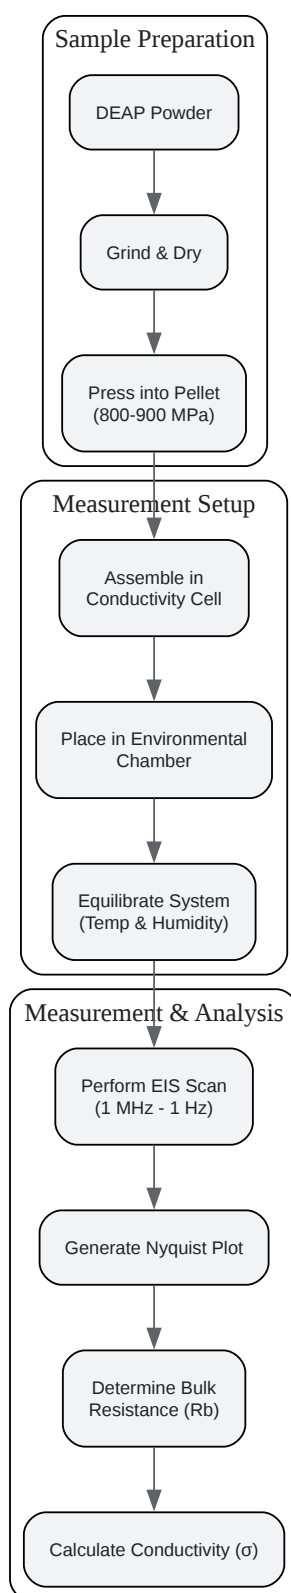 Sample Preparation
DEAP Powder
Grind & Dry
Press into Pellet
(800-900 MPa)
Measurement Setup
Assemble in
Conductivity Cell
Place in Environmental
Chamber
Equilibrate System
(Temp & Humidity)
Measurement & Analysis
Perform EIS Scan
(1 MHz - 1 Hz)
Generate Nyquist Plot
Determine Bulk
Resistance (Rb)
Calculate Conductivity (σ)